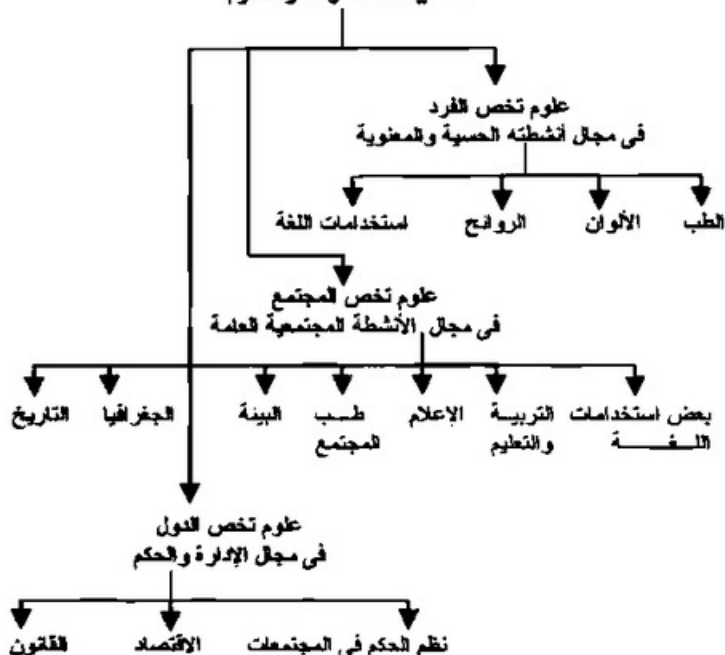 علوم تخص الفرد
فى مجال أنشطته الحسية والمعنوية
الطب
الألوان
الروائح
استخدامات اللغة
علوم تخص المجتمع
فى مجال الأنشطة المجتمعية العامة
بعض استخدامات
اللغة
التربية
والتعليم
الإعلام
طب
المجتمع
البيئة
الجغرافيا
التاريخ
علوم تخص الدول
فى مجال الإدارة والحكم
نظم الحكم فى المجتمعات
الاقتصاد
القانون